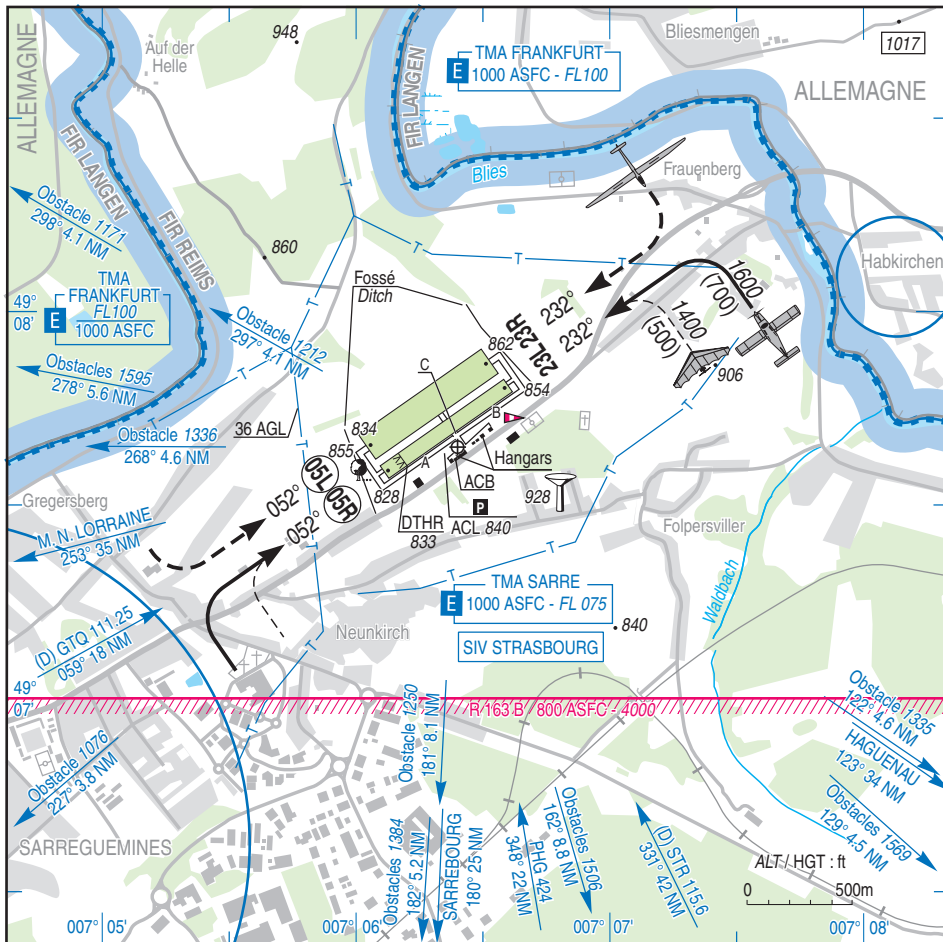 948
Auf der
Helle
ALLEMAGNE
FIR LANGEN
FIR REIMS
FIR LANGEN
TMA FRANKFURT
E 1000 ASFC - FL100
Bliesmengen
1017
ALLEMAGNE
Blies
Frauenberg
Habkirchen
Obstacle 1171
298° 4.1 NM
860
49°
08'
TMA
FRANKFURT
E FL100
1000 ASFC
Obstacle 1212
297° 4.1 NM
Obstacles 1595
278° 5.6 NM
Obstacle 1336
268° 4.6 NM
36 AGL
Fossé
Ditch
T
T
T
T
T
T
T
T
T
T
T
C
862
854
23L 23R
232°
232°
1600
(700)
1400
(500)
906
834
855
828
A
B
Hangars
ACB
P
DTHR
833
ACL 840
928
05L 05R
052°
052°
Gregersberg
M. N. LORRAINE
253° 35 NM
Folpersviller
Waldbach
TMA SARRE
E 1000 ASFC - FL 075
SIV STRASBOURG
840
Neunkirch
(D) GTQ 111.25
059° 18 NM
49°
07'
R 163 B 800 ASFC - 4000
Obstacle 1250
181° 8.1 NM
Obstacle 1335
122° 4.6 NM
HAGUENAU
123° 34 NM
Obstacles 1569
129° 4.5 NM
Obstacle 1076
227° 3.8 NM
SARREGUEMINES
Obstacles 1384
182° 5.2 NM
SARREBOURG
180° 25 NM
PHG 424
348° 22 NM
Obstacles 1506
162° 8.8 NM
(D) STR 115.6
331° 42 NM
ALT / HGT : ft
0 500m
007° 05'
007° 06'
007° 07'
007° 08'